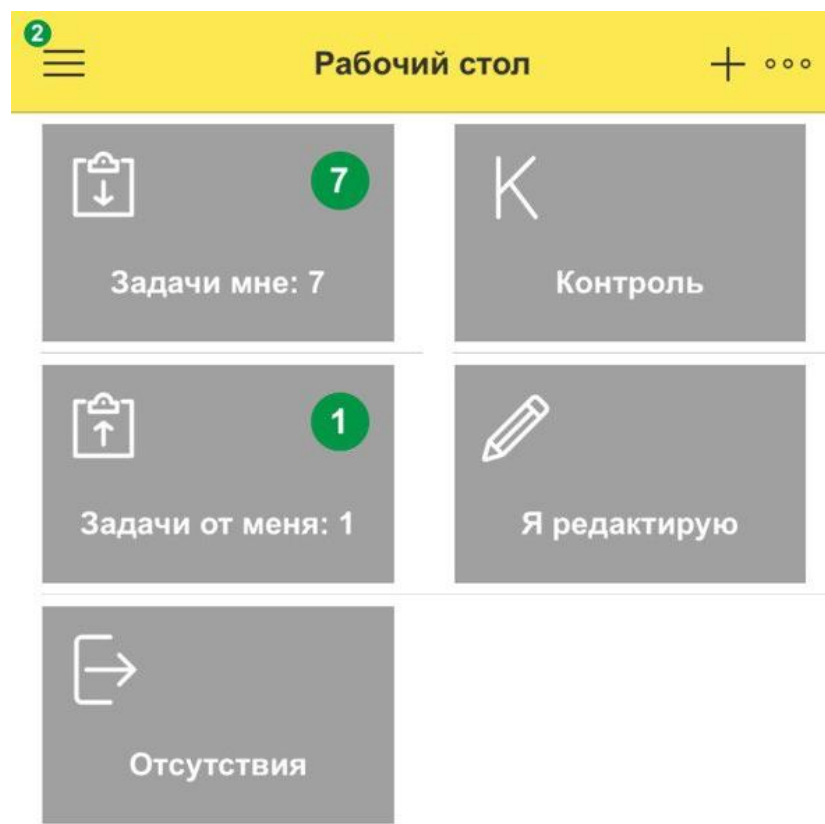 2
Рабочий стол
7
Задачи мне: 7
К
Контроль
1
Задачи от меня: 1
Я редактирую
Отсутствия